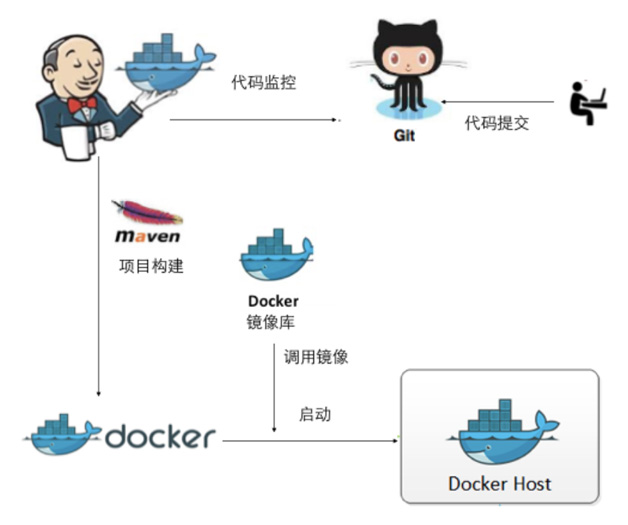 代码监控
Git
代码提交
maven
项目构建
Docker
镜像库
调用镜像
启动
docker
Docker Host